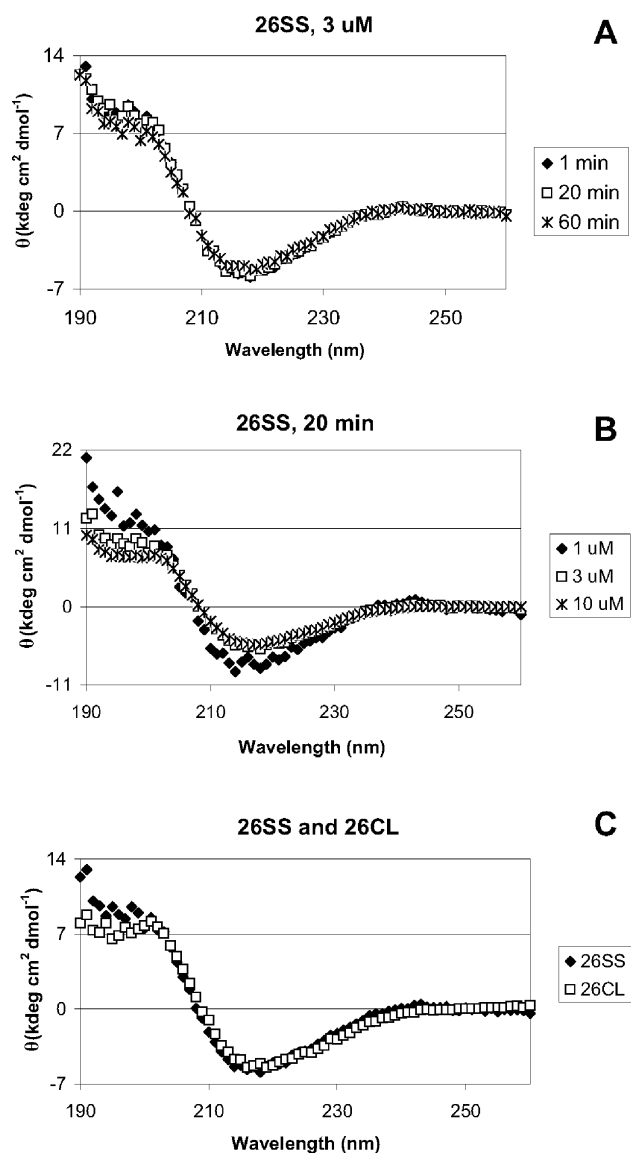 26SS, 3 uM
A
14
7
0
-7
θ(kdeg cm² dmol⁻¹)
190
210
230
250
Wavelength (nm)
1 min
20 min
60 min
26SS, 20 min
B
22
11
0
-11
θ(kdeg cm² dmol⁻¹)
190
210
230
250
Wavelength (nm)
1 uM
3 uM
10 uM
26SS and 26CL
C
14
7
0
-7
θ(kdeg cm² dmol⁻¹)
190
210
230
250
Wavelength (nm)
26SS
26CL